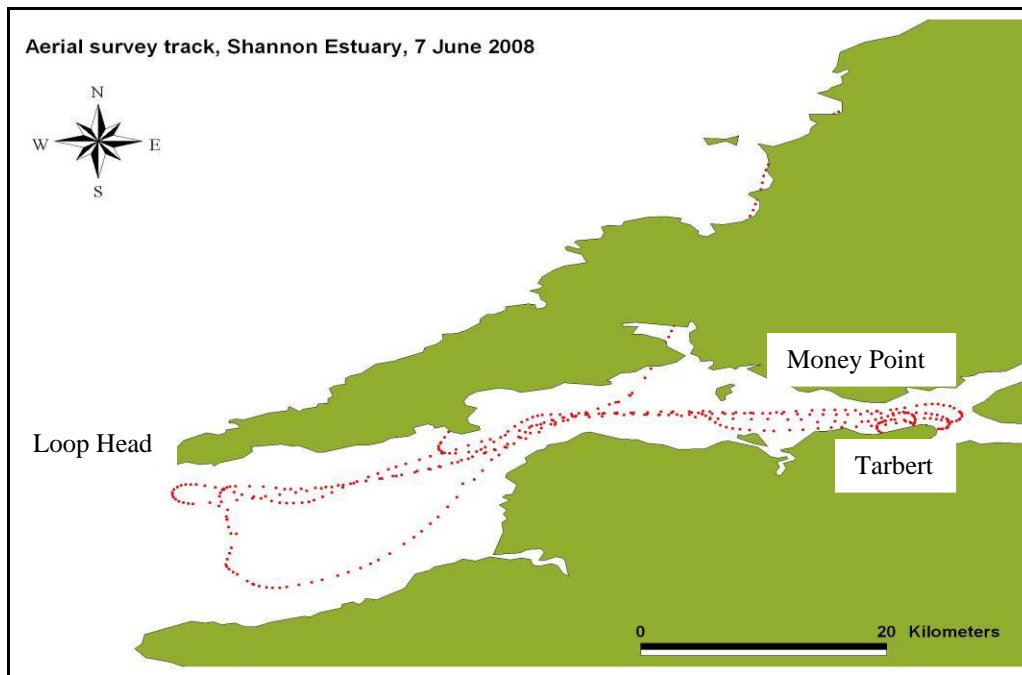 Aerial survey track, Shannon Estuary, 7 June 2008
N
W E
S
Money Point
Loop Head
Tarbert
0 20 Kilometers